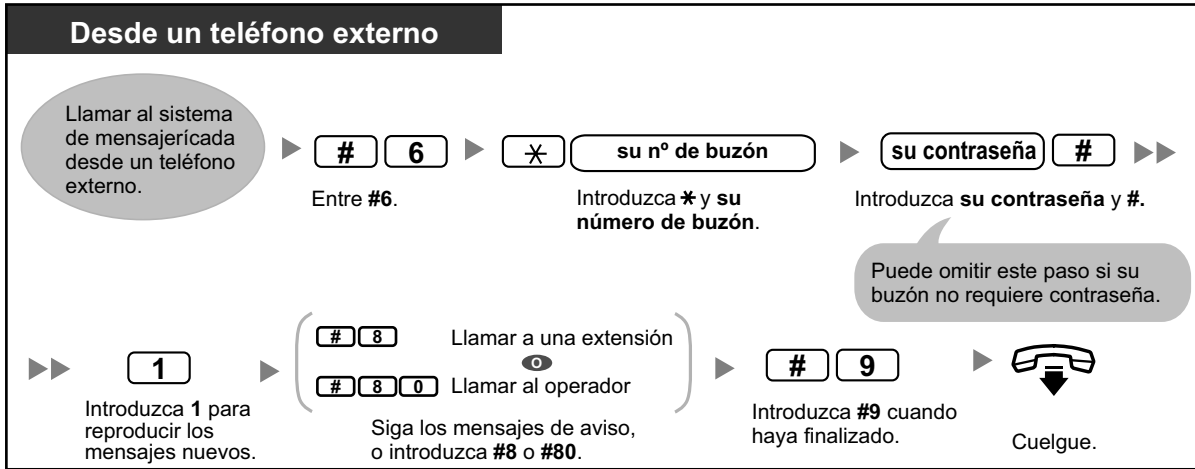 Desde un teléfono externo
Llamar al sistema
de mensajerícada
desde un teléfono
externo.
# 6
Entre #6.
* su nº de buzón
Introduzca * y su
número de buzón.
su contraseña #
Introduzca su contraseña y #.
Puede omitir este paso si su
buzón no requiere contraseña.
1
Introduzca 1 para
reproducir los
mensajes nuevos.
# 8 Llamar a una extensión
O
# 8 0 Llamar al operador
Siga los mensajes de aviso,
o introduzca #8 o #80.
# 9
Introduzca #9 cuando
haya finalizado.
Cuelgue.